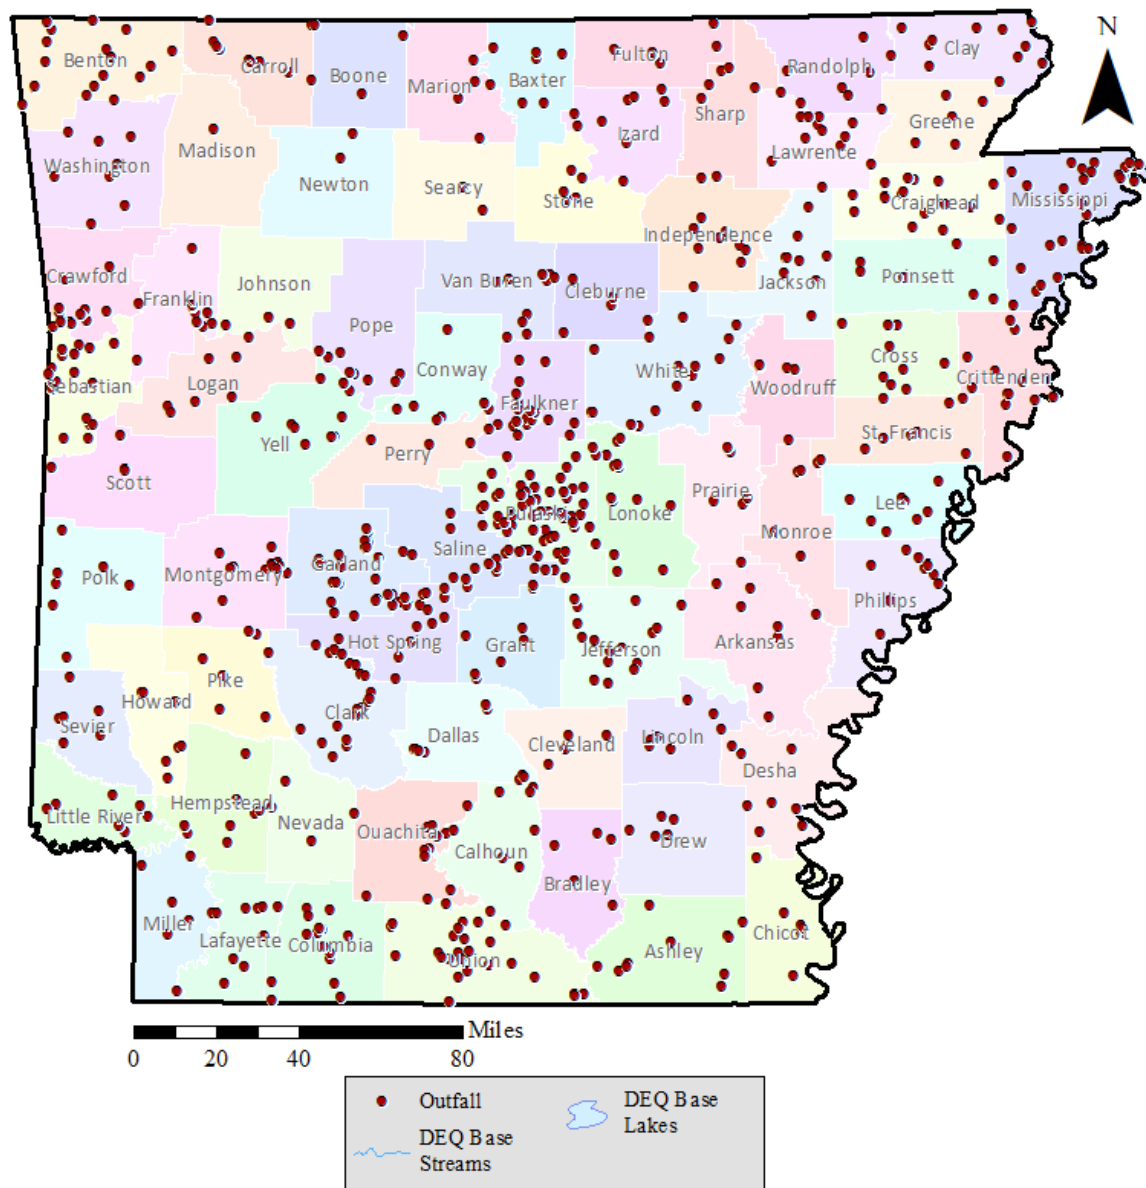 N
Benton
Carroll
Boone
Marion
Baxter
Fulton
Randolph
Clay
Sharp
Izard
Greene
Lawrence
Washington
Madison
Newton
Searcy
Stone
Craighead
Mississippi
Independence
Crawford
Franklin
Johnson
Van Buren
Cleburne
Jackson
Poinsett
Pope
Conway
White
Cross
Crittenden
Woodruff
Sebastian
Logan
Faulkner
St. Francis
Yell
Perry
Scott
Prairie
Lee
Pulaski
Lonoke
Monroe
Saline
Garland
Polk
Montgomery
Phillips
Hot Spring
Grant
Jefferson
Arkansas
Pike
Howard
Clark
Sevier
Dallas
Cleveland
Lincoln
Desha
Little River
Hempstead
Nevada
Ouachita
Calhoun
Drew
Bradley
Miller
Lafayette
Columbia
Union
Ashley
Chicot
Miles
0 20 40 80
Outfall
DEQ Base
Lakes
DEQ Base
Streams